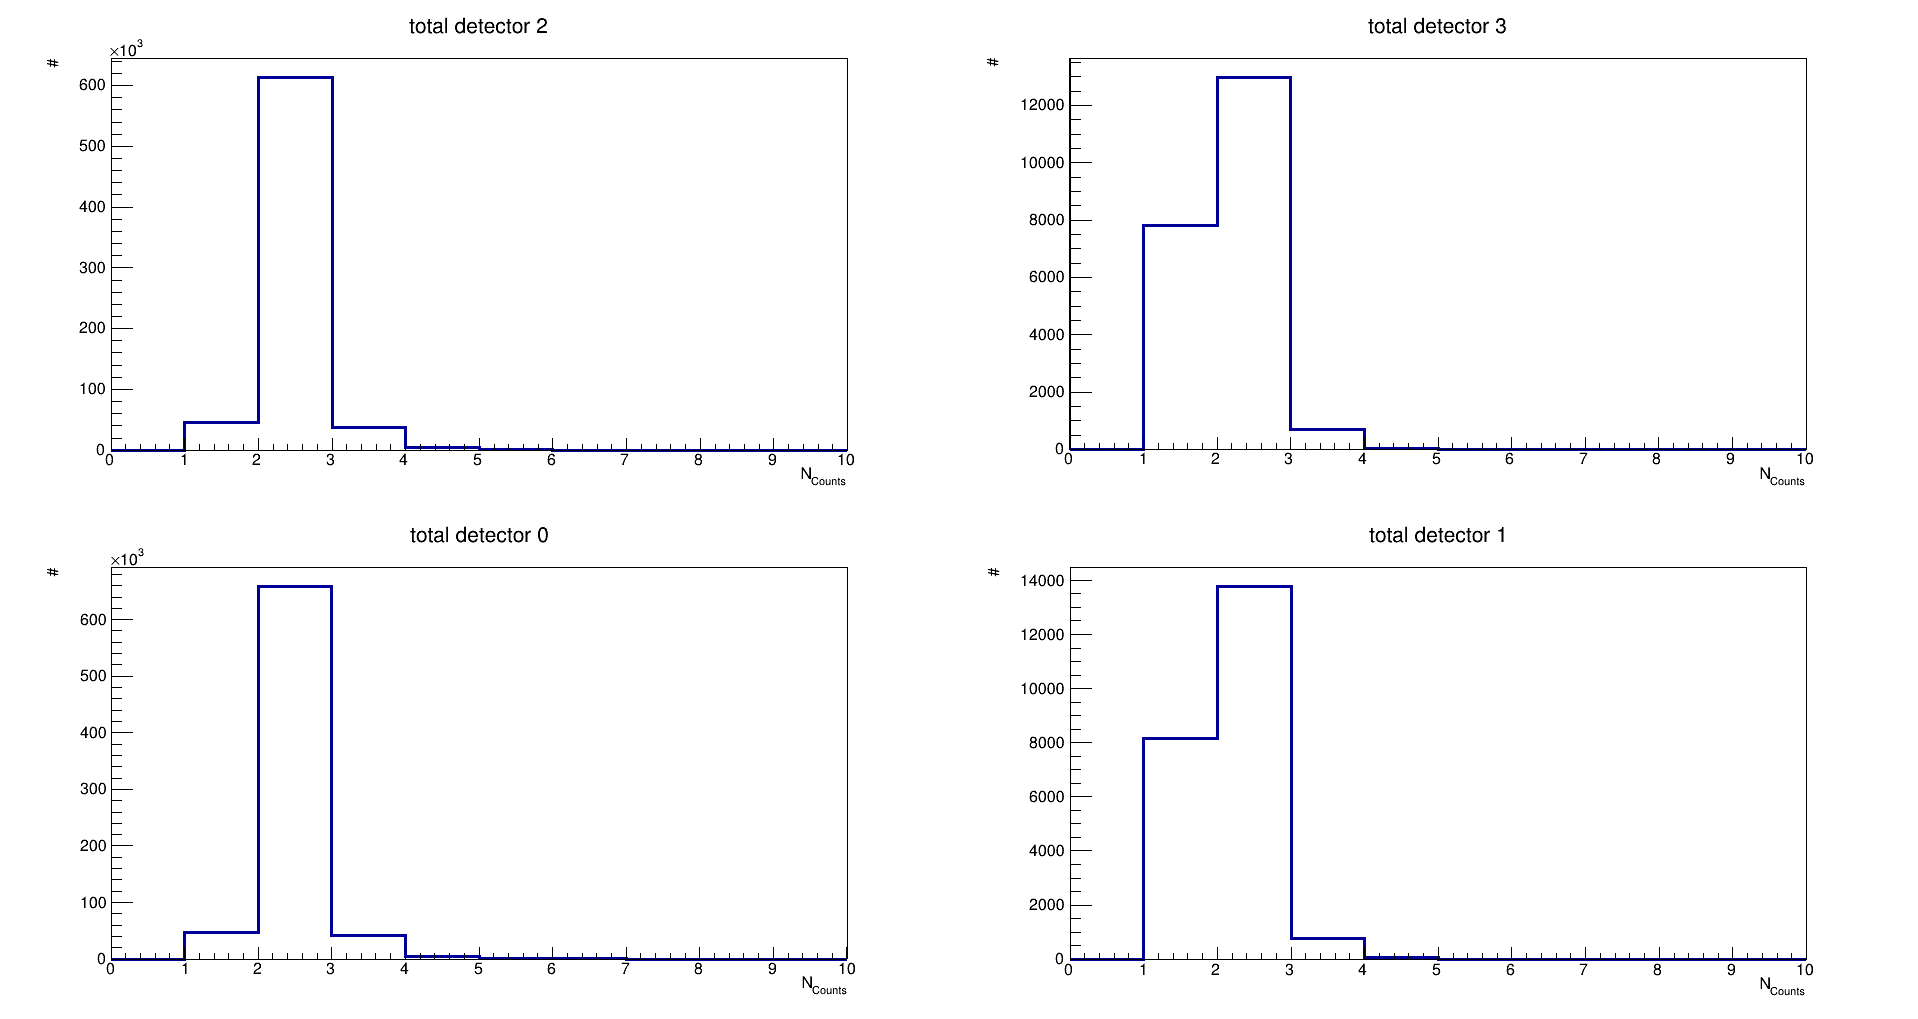 total detector 2
×10³
#
600
500
400
300
200
100
0
0 1 2 3 4 5 6 7 8 9 10
N_Counts
total detector 3
#
12000
10000
8000
6000
4000
2000
0
0 1 2 3 4 5 6 7 8 9 10
N_Counts
total detector 0
×10³
#
600
500
400
300
200
100
0
0 1 2 3 4 5 6 7 8 9 10
N_Counts
total detector 1
#
14000
12000
10000
8000
6000
4000
2000
0
0 1 2 3 4 5 6 7 8 9 10
N_Counts